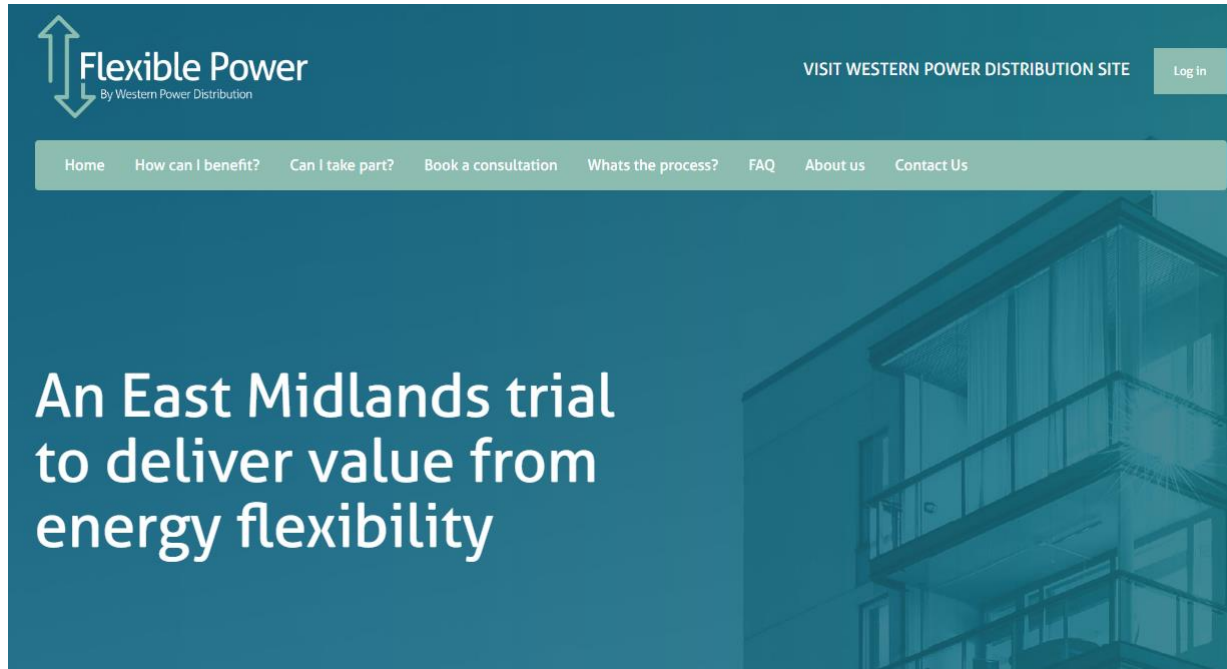 Flexible Power
By Western Power Distribution
VISIT WESTERN POWER DISTRIBUTION SITE
Log in
Home
How can I benefit?
Can I take part?
Book a consultation
Whats the process?
FAQ
About us
Contact Us
An East Midlands trial
to deliver value from
energy flexibility